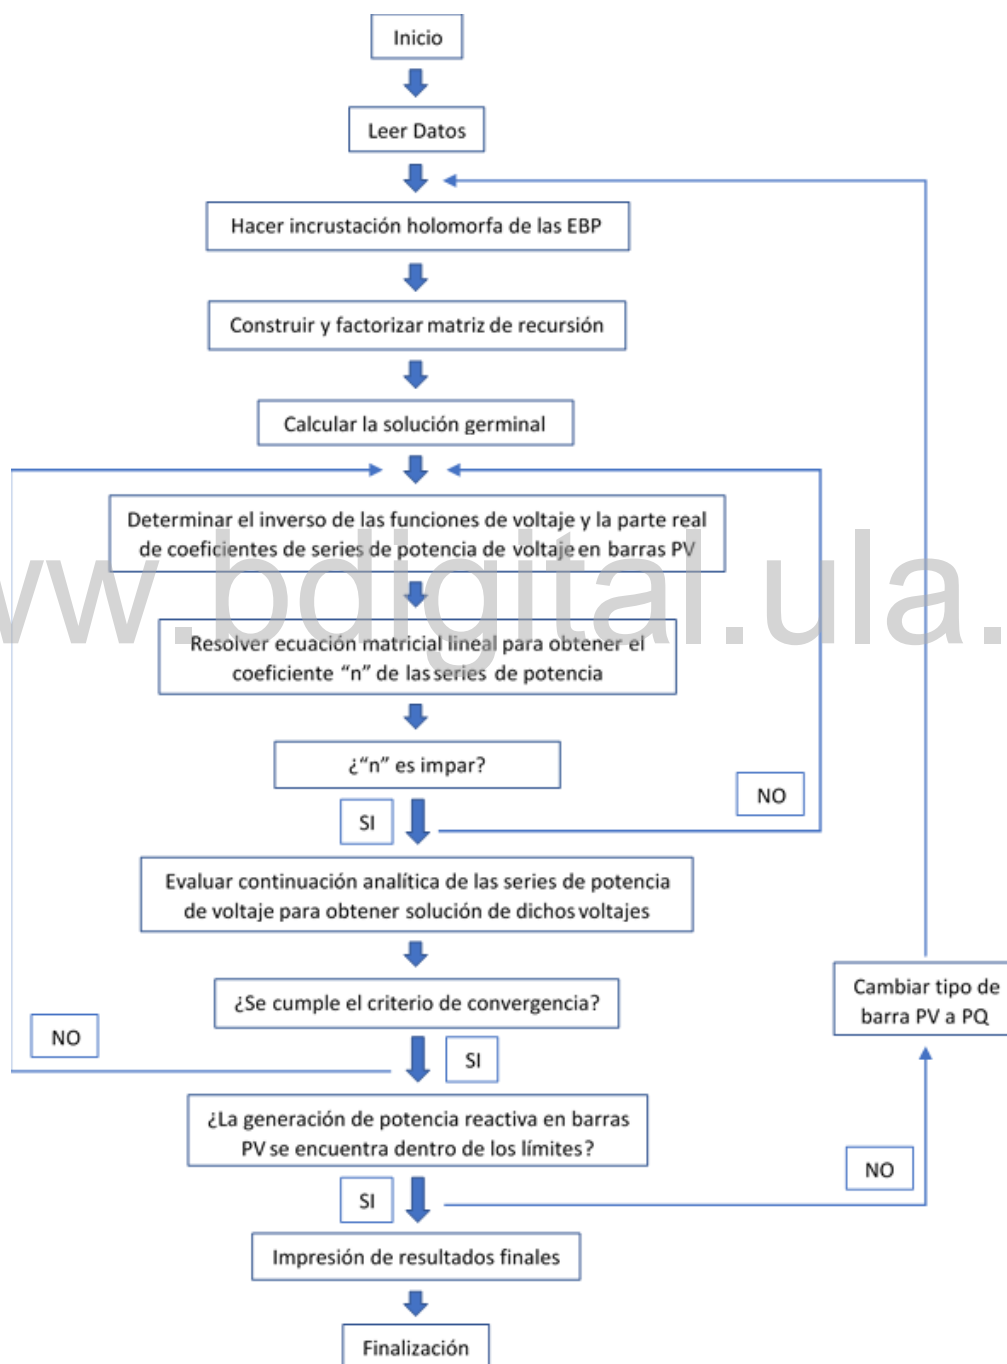 Inicio
Leer Datos
Hacer incrustación holomorfa de las EBP
Construir y factorizar matriz de recursión
Calcular la solución germinal
Determinar el inverso de las funciones de voltaje y la parte real
de coeficientes de series de potencia de voltaje en barras PV
Resolver ecuación matricial lineal para obtener el
coeficiente “n” de las series de potencia
¿“n” es impar?
NO
SI
Evaluar continuación analítica de las series de potencia
de voltaje para obtener solución de dichos voltajes
¿Se cumple el criterio de convergencia?
Cambiar tipo de
barra PV a PQ
NO
SI
¿La generación de potencia reactiva en barras
PV se encuentra dentro de los límites?
NO
SI
Impresión de resultados finales
Finalización
ww.bdigital.ula.